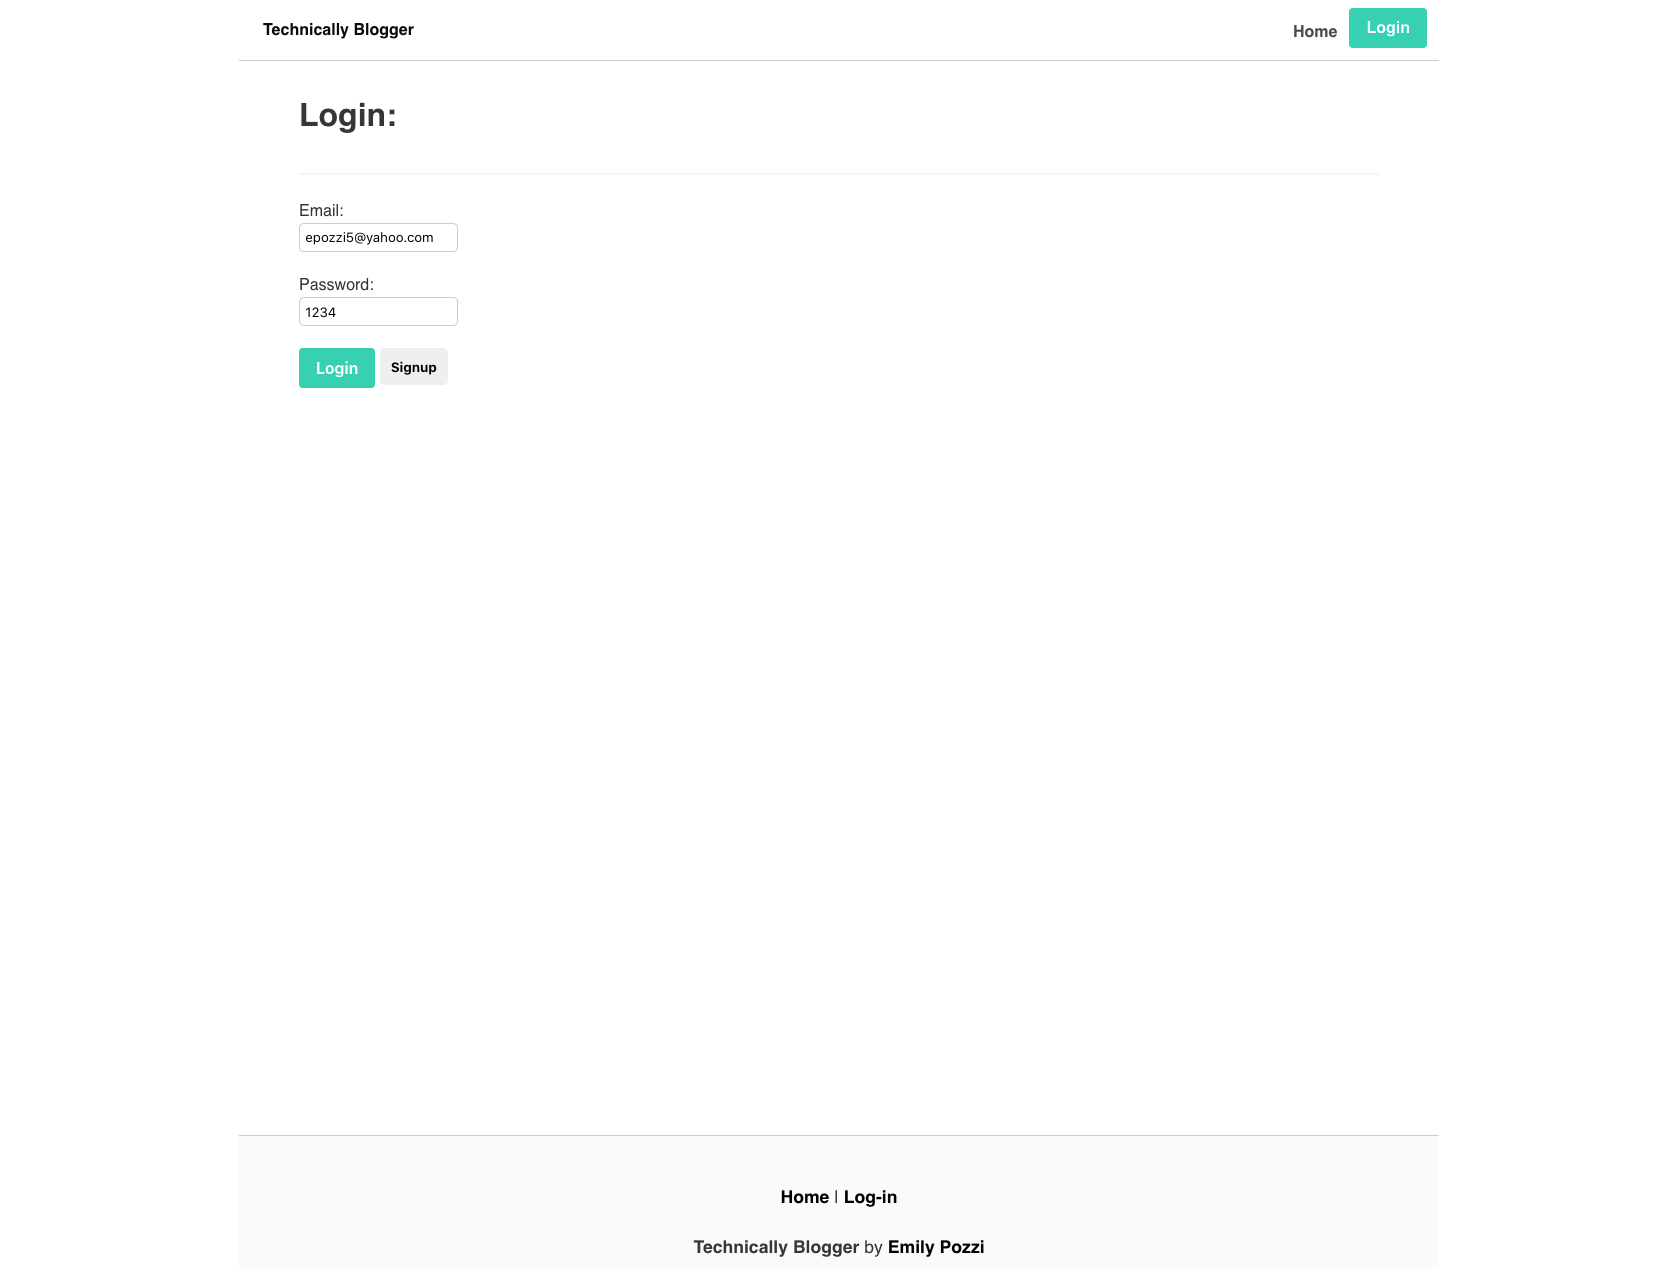 Technically Blogger
Home Login
Login:
Email:
epozzi5@yahoo.com
Password:
1234
Login Signup
Home | Log-in
Technically Blogger by Emily Pozzi